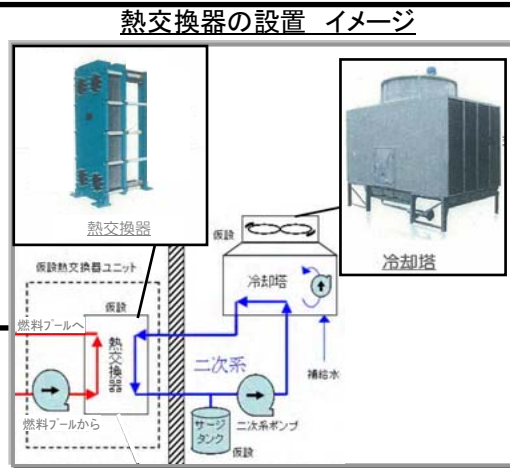 熱交換器の設置 イメージ
熱交換器
冷却塔
仮設
仮設熱交換器ユニット
冷却塔
仮設
燃料プールへ
熱交換器
二次系
補給水
燃料プールから
サージ
タンク
二次系ポンプ
仮設